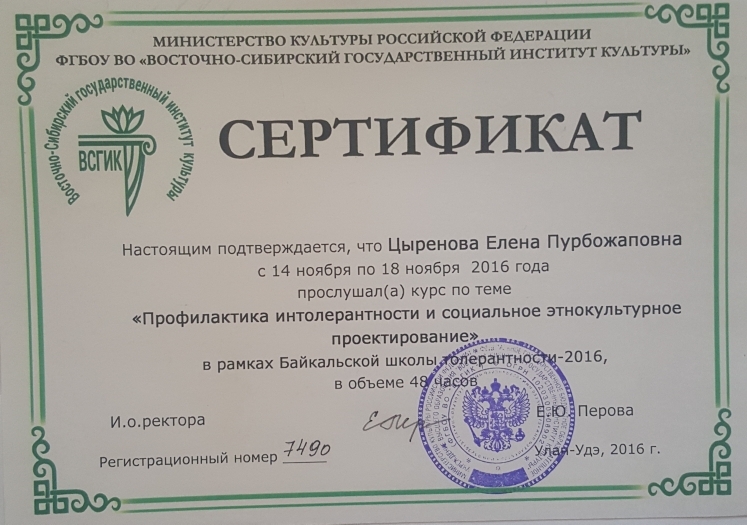 МИНИСТЕРСТВО КУЛЬТУРЫ РОССИЙСКОЙ ФЕДЕРАЦИИ
ФГБОУ ВО «ВОСТОЧНО-СИБИРСКИЙ ГОСУДАРСТВЕННЫЙ ИНСТИТУТ КУЛЬТУРЫ»
Восточно-Сибирский государственный институт культуры
ВСГИК
СЕРТИФИКАТ
Настоящим подтверждается, что Цыренова Елена Пурбожаповна
с 14 ноября по 18 ноября 2016 года
прослушал(а) курс по теме
«Профилактика интолерантности и социальное этнокультурное
проектирование»
в рамках Байкальской школы толерантности-2016,
в объеме 48 часов
И.о.ректора Е.Ю. Перова
Регистрационный номер 7490 Улан-Удэ, 2016 г.